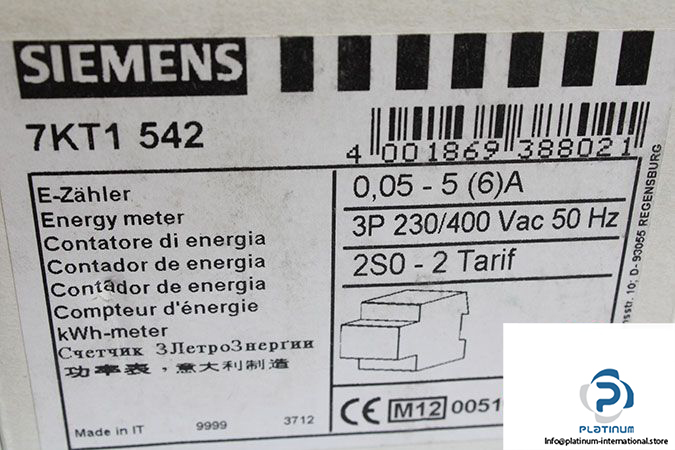 SIEMENS
7KT1 542
4 001869 388021
E-Zähler
Energy meter
Contatore di energia
Contador de energia
Contador de energia
Compteur d'énergie
kWh-meter
Счетчик ЗЛетроЗнергии
功率表，意大利制造
Made in IT 9999 3712
0,05 - 5 (6)A
3P 230/400 Vac 50 Hz
2S0 - 2 Tarif
CE M12 0051
10; D- 93055 REGENSBURG
PLATINUM
Info@platinum-international.store